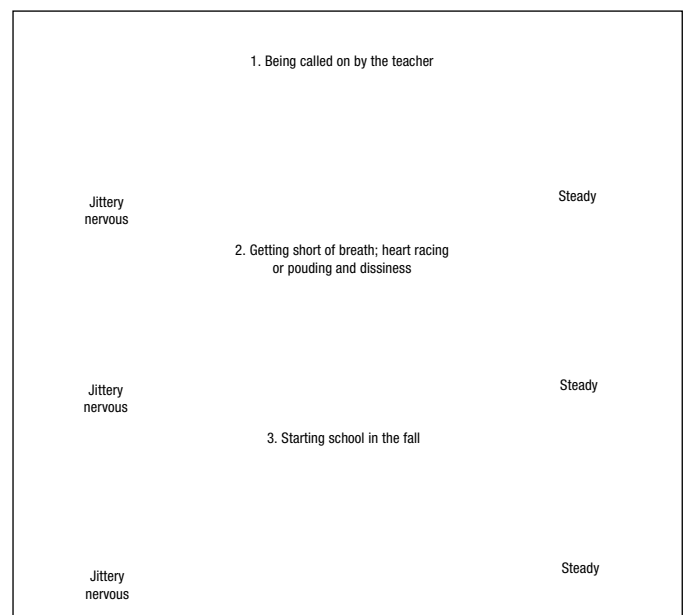 1. Being called on by the teacher
Jittery
nervous
Steady
2. Getting short of breath; heart racing
or pouding and dissiness
Jittery
nervous
Steady
3. Starting school in the fall
Jittery
nervous
Steady